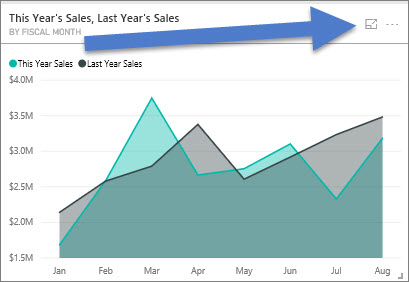 This Year's Sales, Last Year's Sales
BY FISCAL MONTH
This Year Sales Last Year Sales
$4.0M
$3.5M
$3.0M
$2.5M
$2.0M
$1.5M
Jan Feb Mar Apr May Jun Jul Aug